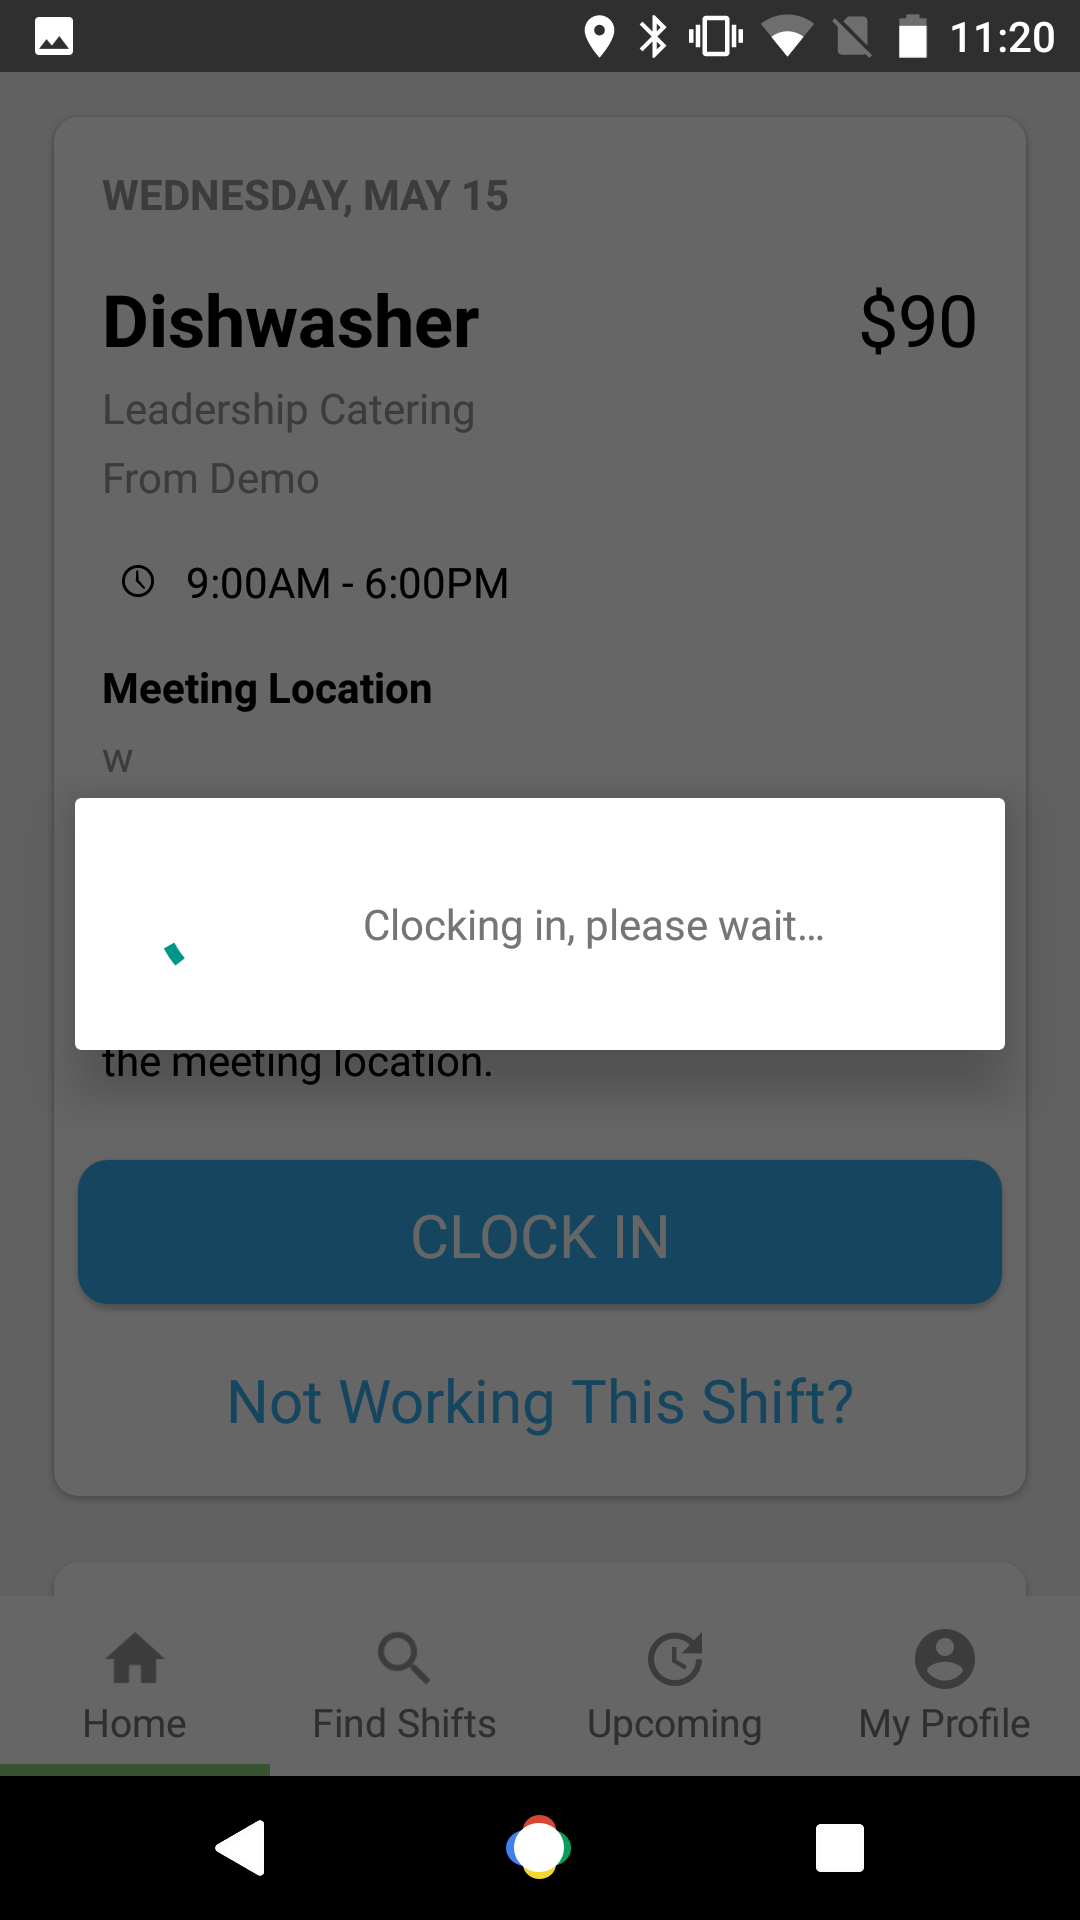 11:20
WEDNESDAY, MAY 15
Dishwasher $90
Leadership Catering
From Demo
9:00AM - 6:00PM
Meeting Location
w
Clocking in, please wait...
the meeting location.
CLOCK IN
Not Working This Shift?
Home Find Shifts Upcoming My Profile